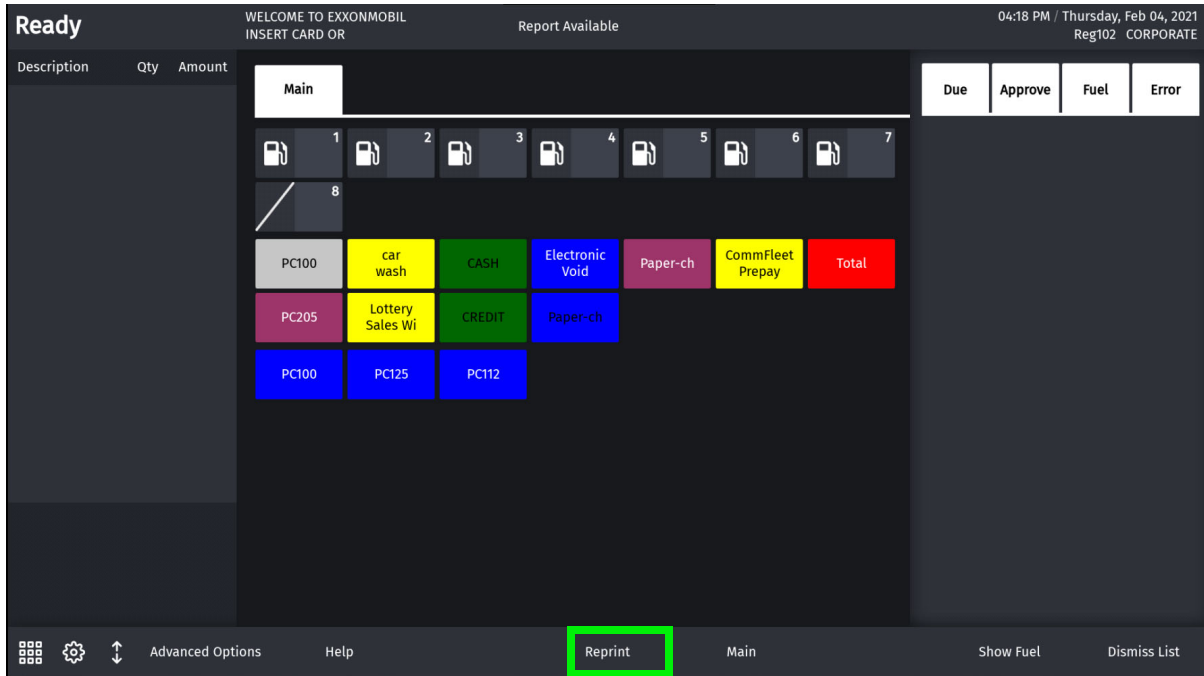 Ready
WELCOME TO EXXONMOBIL
INSERT CARD OR
Report Available
04:18 PM / Thursday, Feb 04, 2021
Reg102 CORPORATE
Description Qty Amount
Main
Due Approve Fuel Error
1 2 3 4 5 6 7
8
PC100
car
wash
CASH
Electronic
Void
Paper-ch
CommFleet
Prepay
Total
PC205
Lottery
Sales Wi
CREDIT
Paper-ch
PC100 PC125 PC112
Advanced Options Help Reprint Main Show Fuel Dismiss List